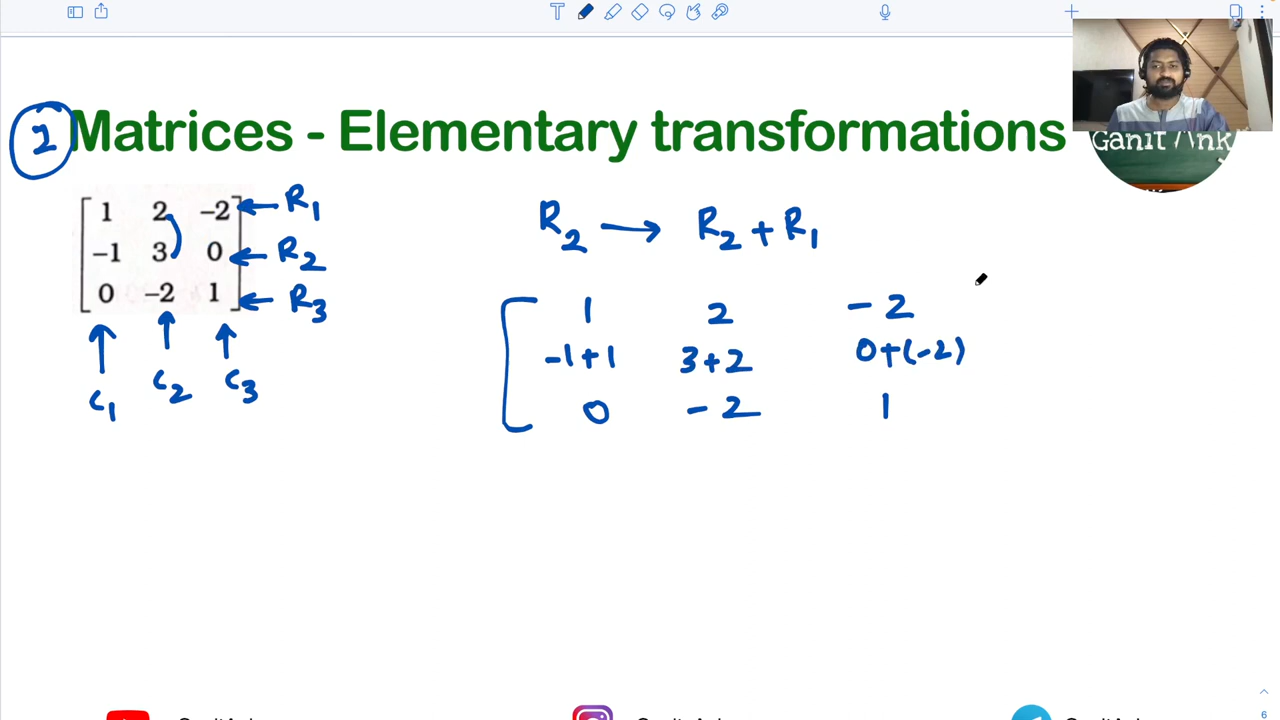 2 Matrices - Elementary transformations
Ganit Ank
1 2 -2 ← R1
-1 3 0 ← R2
0 -2 1 ← R3
↑ ↑ ↑
C1 C2 C3
R2 → R2 + R1
1 2 -2
-1+1 3+2 0+(-2)
0 -2 1
6